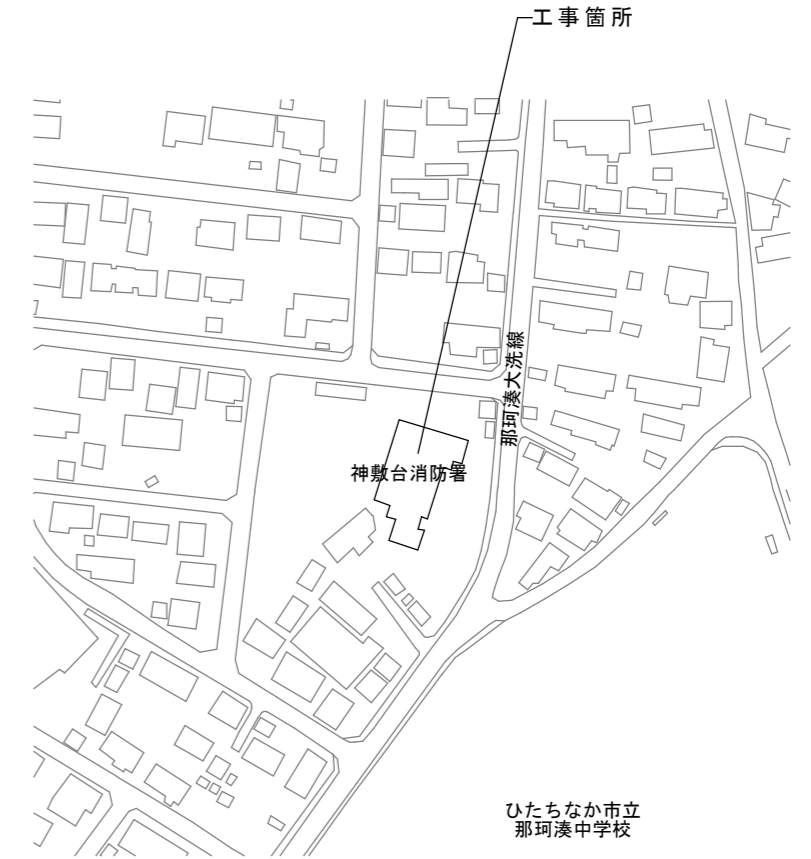 工事箇所
那珂湊大洗線
神敷台消防署
ひたちなか市立
那珂湊中学校